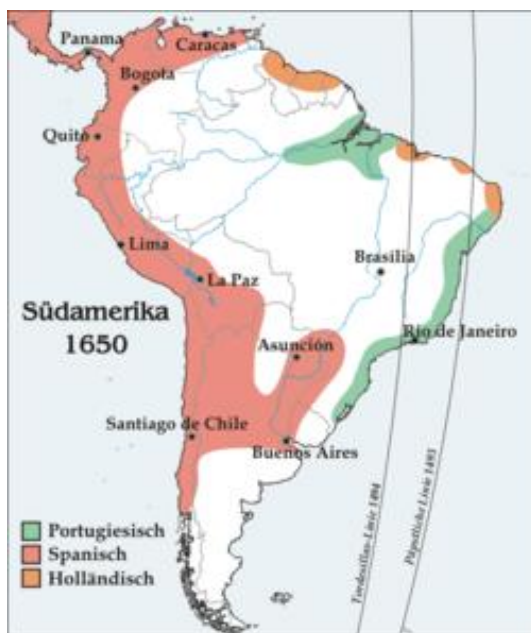 Panama
Caracas
Bogota
Quito
Lima
La Paz
Brasilia
Südamerika
1650
Asunción
Rio de Janeiro
Santiago de Chile
Buenos Aires
Tordesillas-Linie 1494
Päpstliche Linie 1493
Portugiesisch
Spanisch
Holländisch